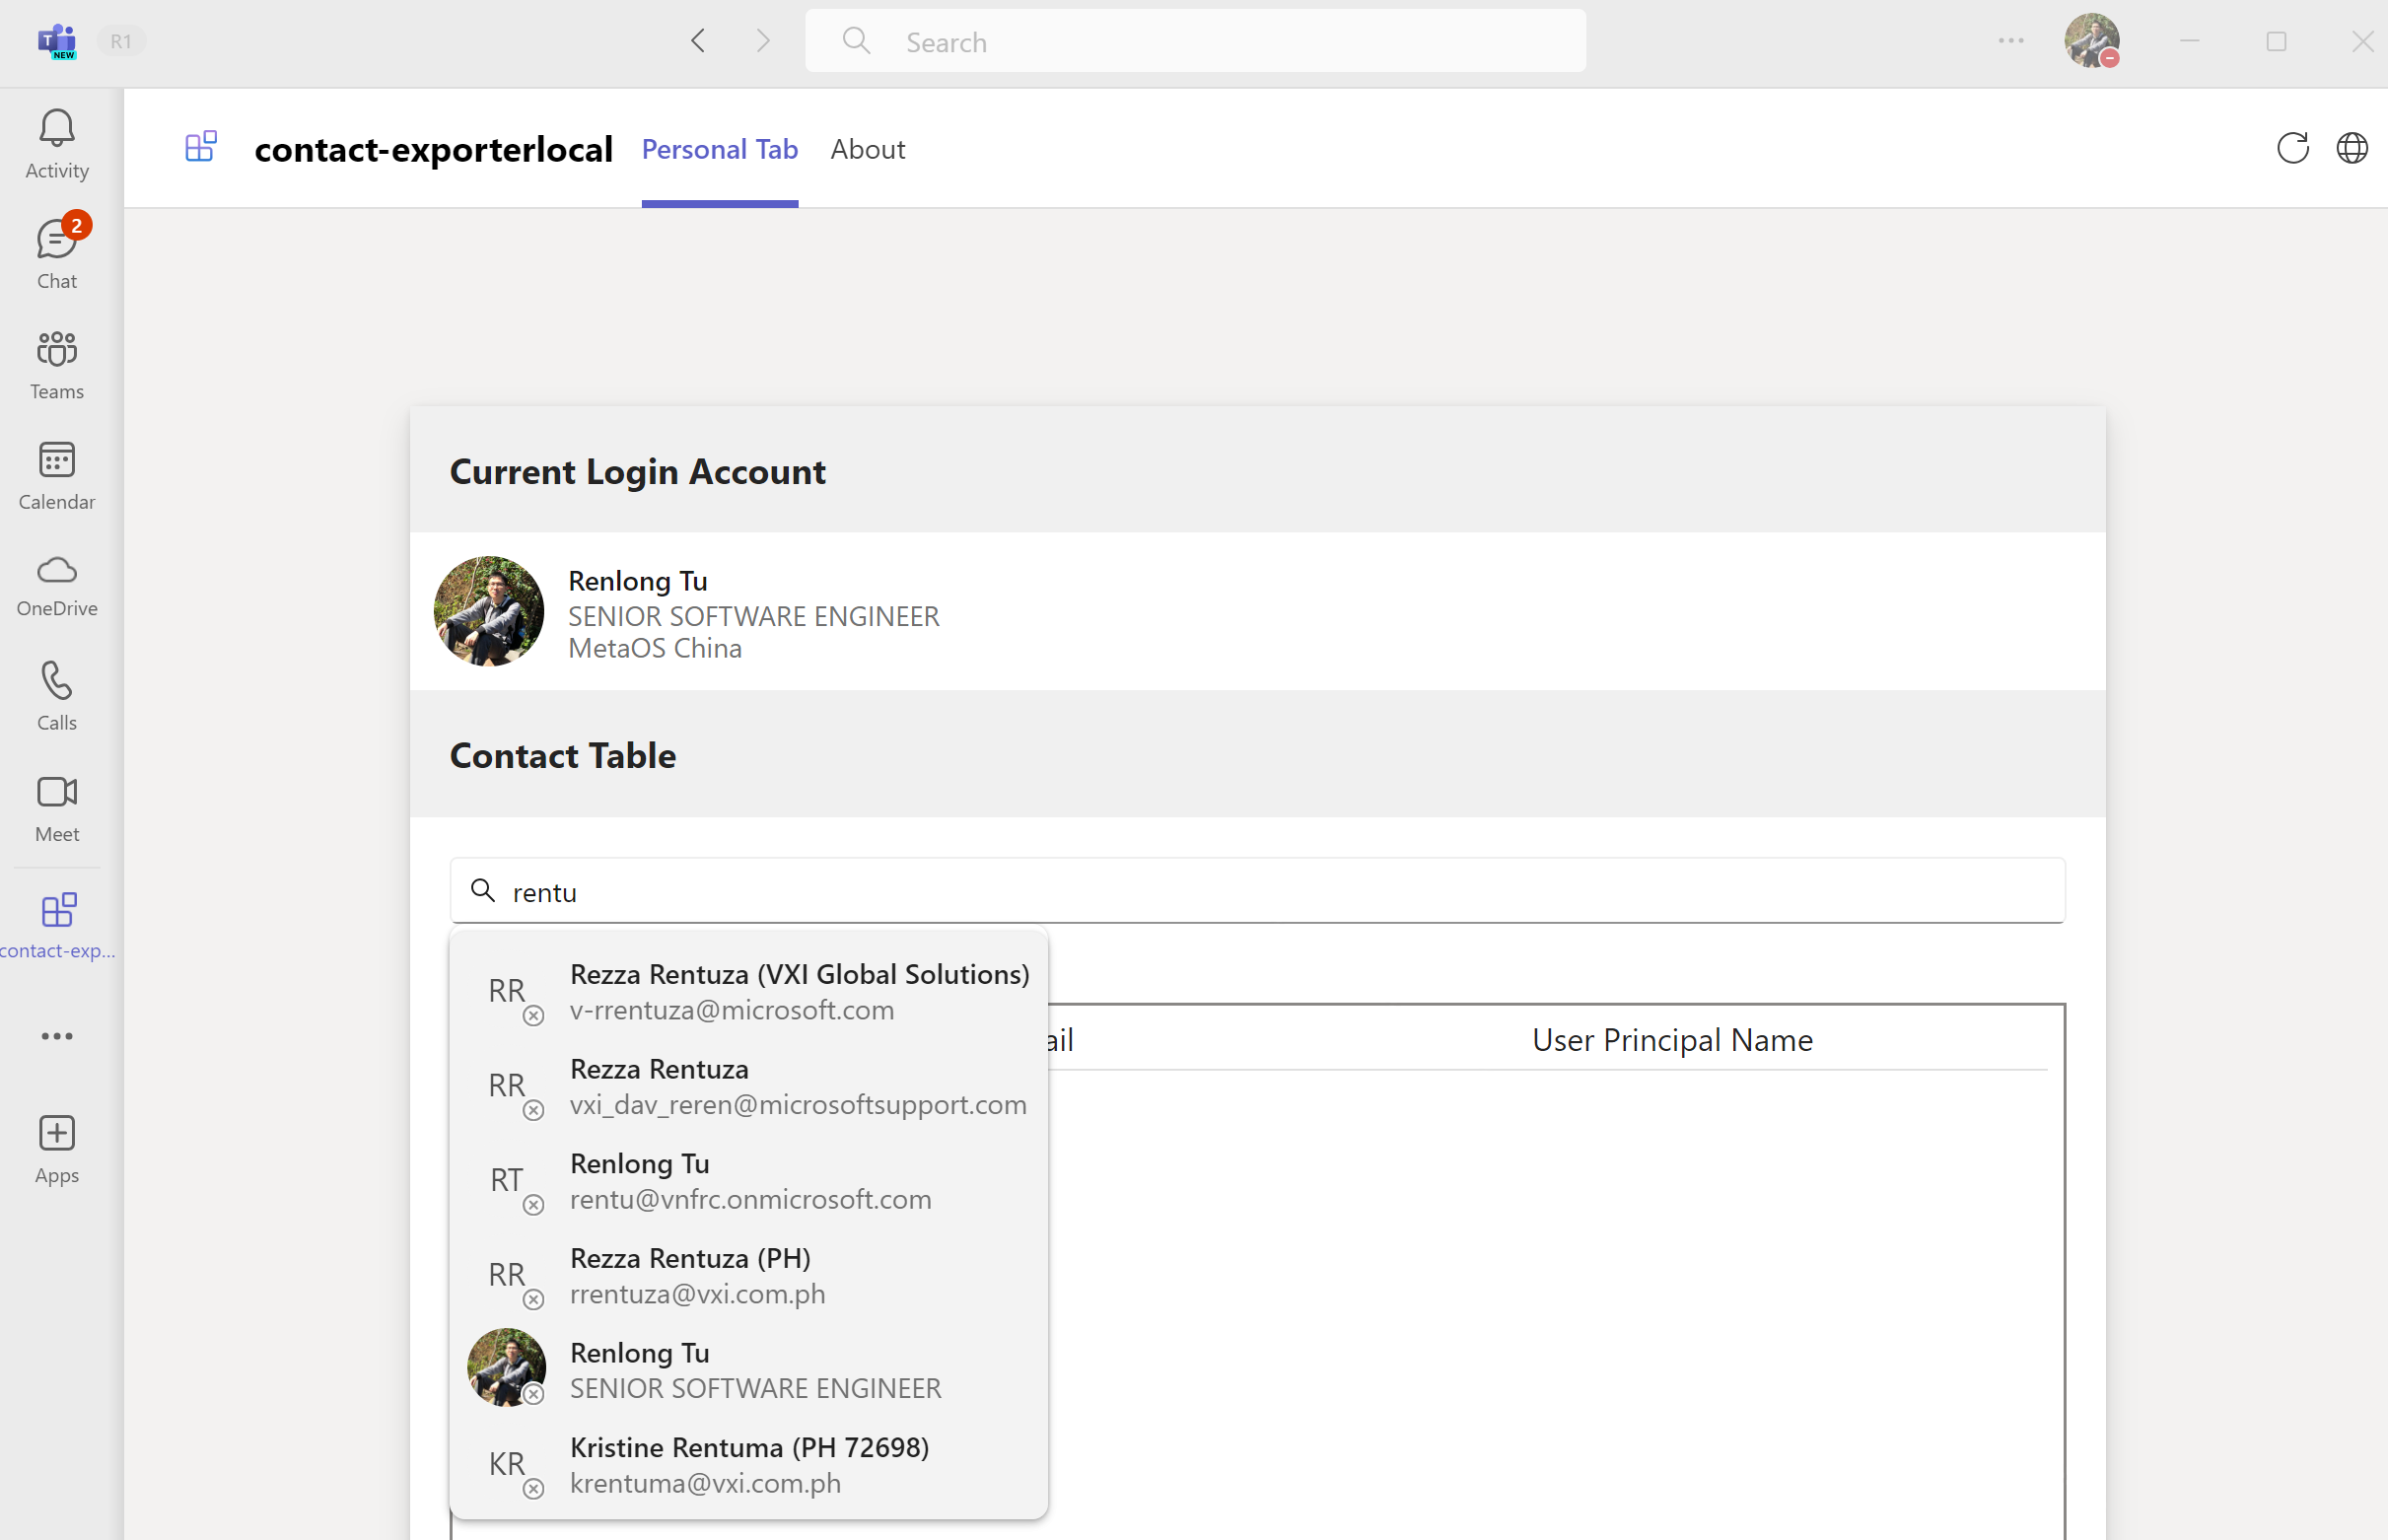 T
NEW
R1
Search
Activity
2
Chat
Teams
Calendar
OneDrive
Calls
Meet
contact-exp...
Apps
contact-exporterlocal
Personal Tab
About
Current Login Account
Renlong Tu
SENIOR SOFTWARE ENGINEER
MetaOS China
Contact Table
rentu
ail
User Principal Name
RR
Rezza Rentuza (VXI Global Solutions)
v-rrentuza@microsoft.com
RR
Rezza Rentuza
vxi_dav_reren@microsoftsupport.com
RT
Renlong Tu
rentu@vnfrc.onmicrosoft.com
RR
Rezza Rentuza (PH)
rrentuza@vxi.com.ph
Renlong Tu
SENIOR SOFTWARE ENGINEER
KR
Kristine Rentuma (PH 72698)
krentuma@vxi.com.ph